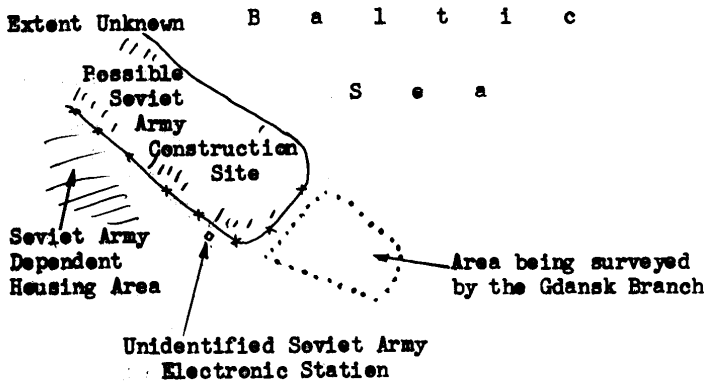 Extent Unknown
B a l t i c
S e a
Possible
Soviet
Army
Construction
Site
Soviet Army
Dependent
Housing Area
Area being surveyed
by the Gdansk Branch
Unidentified Soviet Army
Electronic Station